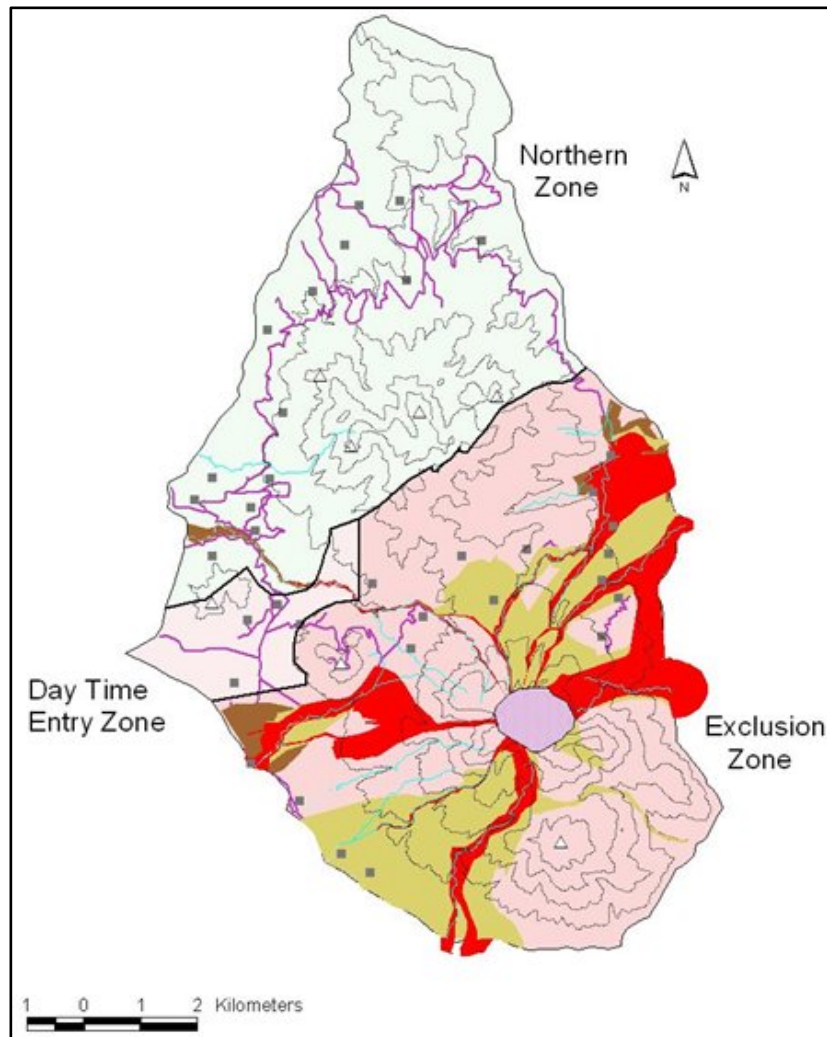 Northern
Zone
N
Day Time
Entry Zone
Exclusion
Zone
1 0 1 2 Kilometers